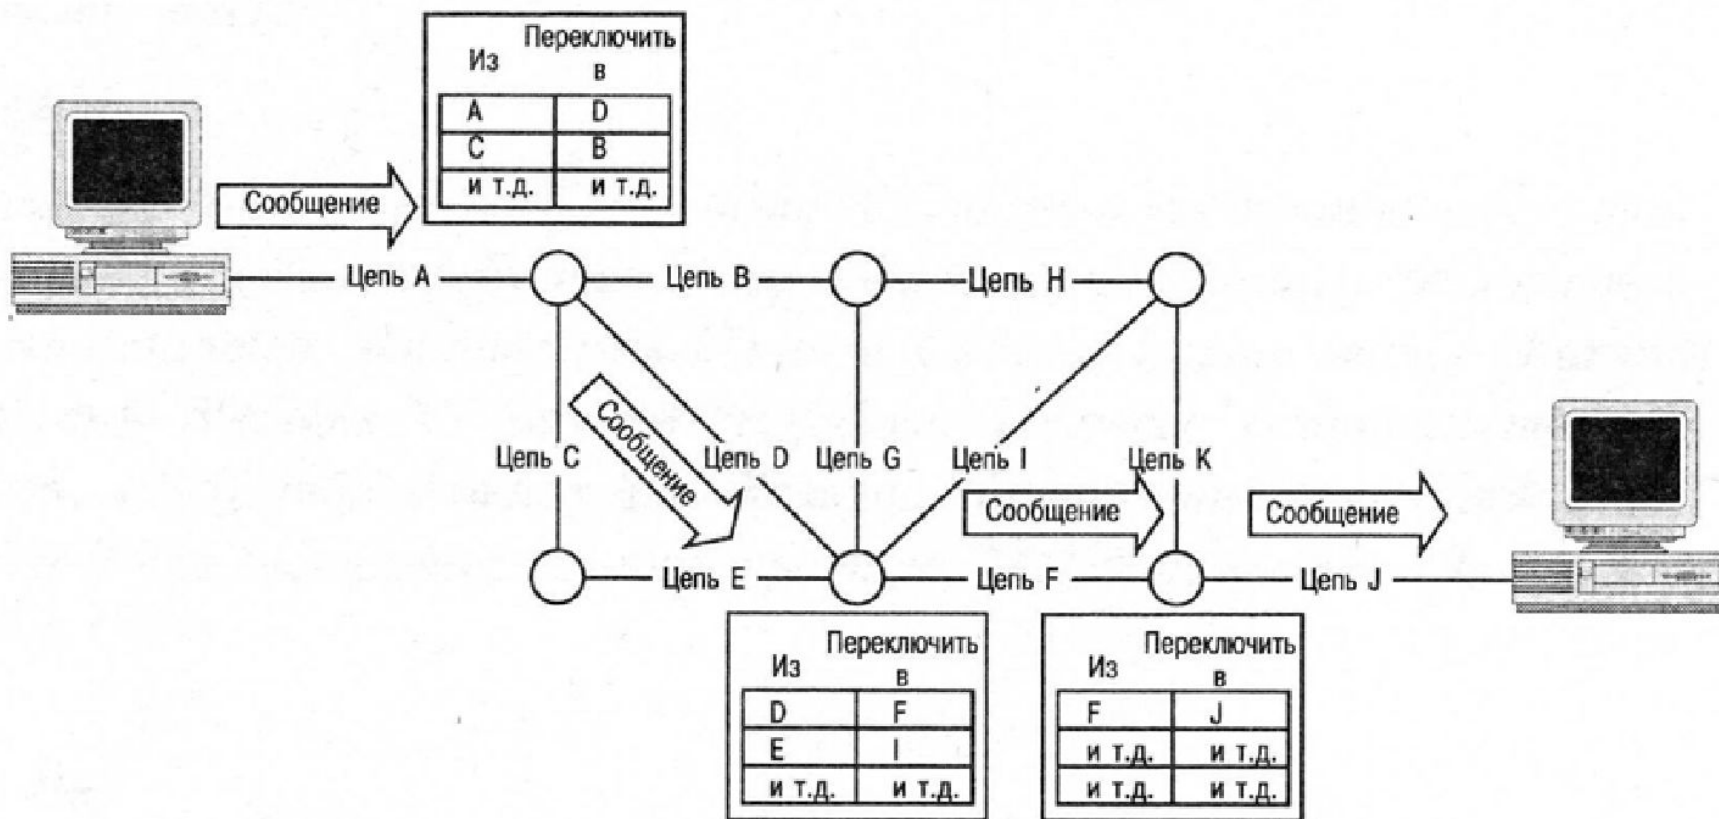 Переключить
Из в
A D
C B
и т.д. и т.д.
Сообщение
Цепь A Цепь B Цепь H
Сообщение
Цепь C Цепь D Цепь G Цепь I Цепь K
Сообщение Сообщение
Цепь E Цепь F Цепь J
Переключить
Из в
D F
E I
и т.д. и т.д.
Переключить
Из в
F J
и т.д. и т.д.
и т.д. и т.д.